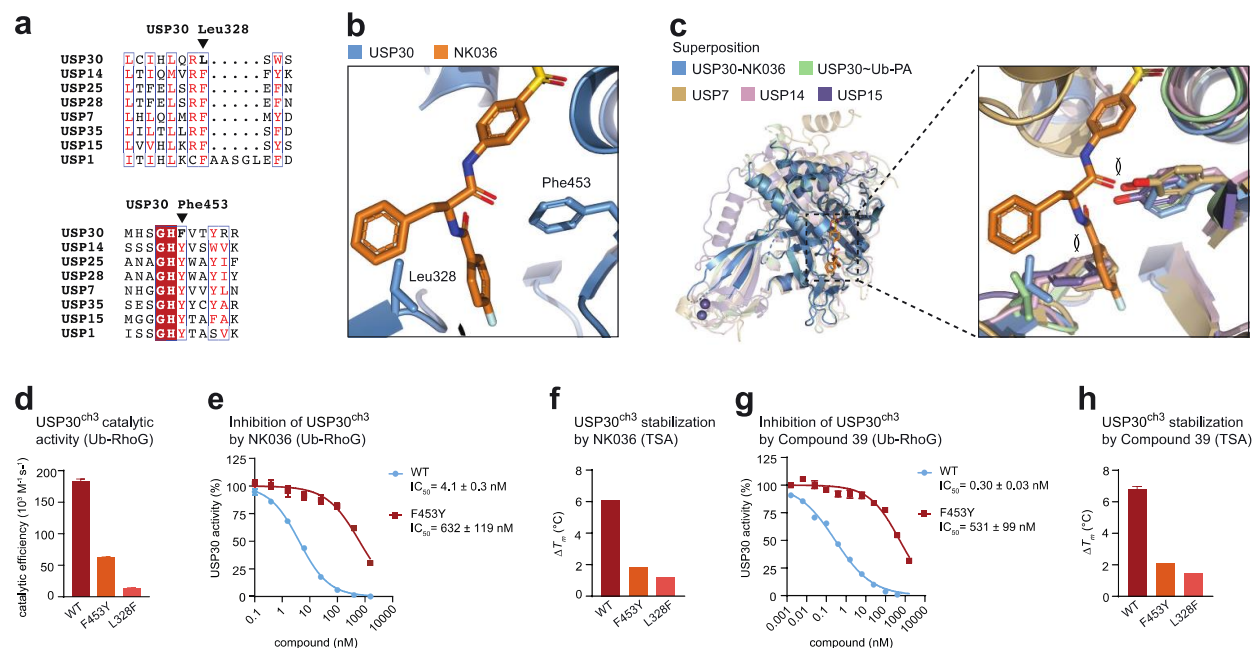 a
USP30 Leu328
USP30 LCIHLQRL.....SWS
USP14 LTIQMVRF.....FYK
USP25 LTFELSRF.....EFN
USP28 LTFESLRF.....EFN
USP7 LHLQLMRF.....MYD
USP35 LILTLLRF.....SFD
USP15 LVVHLKRF.....SYS
USP1 ITIHLKCFAASGLEFD
USP30 Phe453
USP30 MHSGHFVTYRR
USP14 SSSGHYVSWVK
USP25 ANAGHYWAYIF
USP28 ANAGHYWAYIY
USP7 NHGGHYVVYLN
USP35 SESGHYYCYAR
USP15 MGGGHYTAFAK
USP1 ISSGHYTASVK
b
USP30 NK036
Phe453
Leu328
c
Superposition
USP30-NK036 USP30~Ub-PA
USP7 USP14 USP15
d
USP30ch3 catalytic
activity (Ub-RhoG)
catalytic efficiency (10³ M⁻¹ s⁻¹)
200
150
100
50
0
WT
F453Y
L328F
e
Inhibition of USP30ch3
by NK036 (Ub-RhoG)
USP30 activity (%)
125
100
75
50
25
0
0.1
1
10
100
1000
10000
compound (nM)
WT
IC50= 4.1 ± 0.3 nM
F453Y
IC50= 632 ± 119 nM
f
USP30ch3 stabilization
by NK036 (TSA)
ΔTm (°C)
8
6
4
2
0
WT
F453Y
L328F
g
Inhibition of USP30ch3
by Compound 39 (Ub-RhoG)
USP30 activity (%)
125
100
75
50
25
0
0.001
0.01
0.1
1
10
100
1000
10000
compound (nM)
WT
IC50= 0.30 ± 0.03 nM
F453Y
IC50= 531 ± 99 nM
h
USP30ch3 stabilization
by Compound 39 (TSA)
ΔTm (°C)
8
6
4
2
0
WT
F453Y
L328F